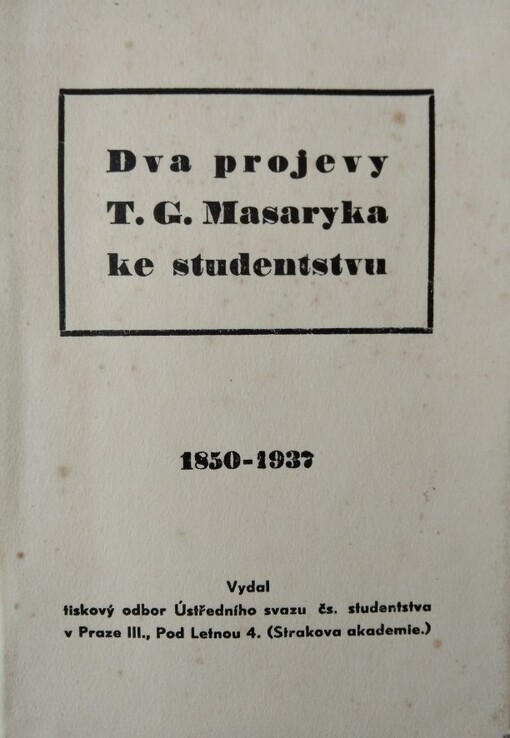 Dva projevy
T. G. Masaryka
ke studentstvu
1850-1937
Vydal
tiskový odbor Ústředního svazu čs. studentstva
v Praze III., Pod Letnou 4. (Strakova akademie.)